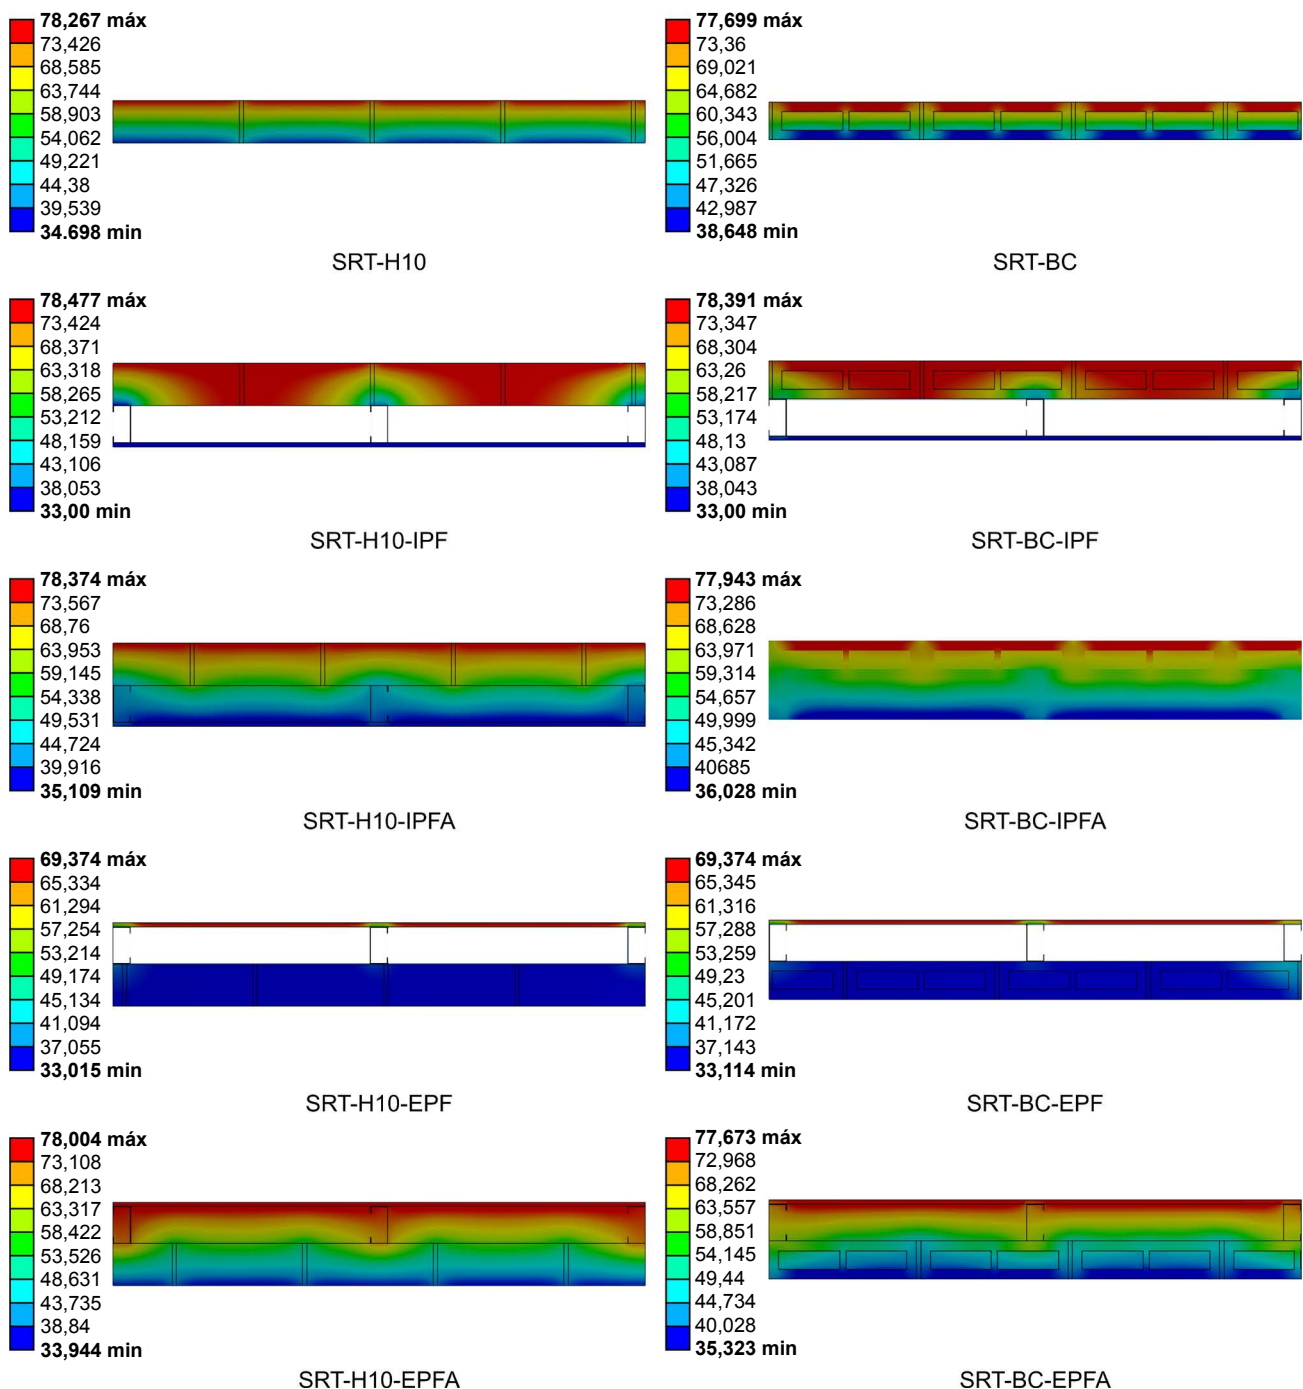 78,267 máx
73,426
68,585
63,744
58,903
54,062
49,221
44,38
39,539
34.698 min
SRT-H10
77,699 máx
73,36
69,021
64,682
60,343
56,004
51,665
47,326
42,987
38,648 min
SRT-BC
78,477 máx
73,424
68,371
63,318
58,265
53,212
48,159
43,106
38,053
33,00 min
SRT-H10-IPF
78,391 máx
73,347
68,304
63,26
58,217
53,174
48,13
43,087
38,043
33,00 min
SRT-BC-IPF
78,374 máx
73,567
68,76
63,953
59,145
54,338
49,531
44,724
39,916
35,109 min
SRT-H10-IPFA
77,943 máx
73,286
68,628
63,971
59,314
54,657
49,999
45,342
40685
36,028 min
SRT-BC-IPFA
69,374 máx
65,334
61,294
57,254
53,214
49,174
45,134
41,094
37,055
33,015 min
SRT-H10-EPF
69,374 máx
65,345
61,316
57,288
53,259
49,23
45,201
41,172
37,143
33,114 min
SRT-BC-EPF
78,004 máx
73,108
68,213
63,317
58,422
53,526
48,631
43,735
38,84
33,944 min
SRT-H10-EPFA
77,673 máx
72,968
68,262
63,557
58,851
54,145
49,44
44,734
40,028
35,323 min
SRT-BC-EPFA